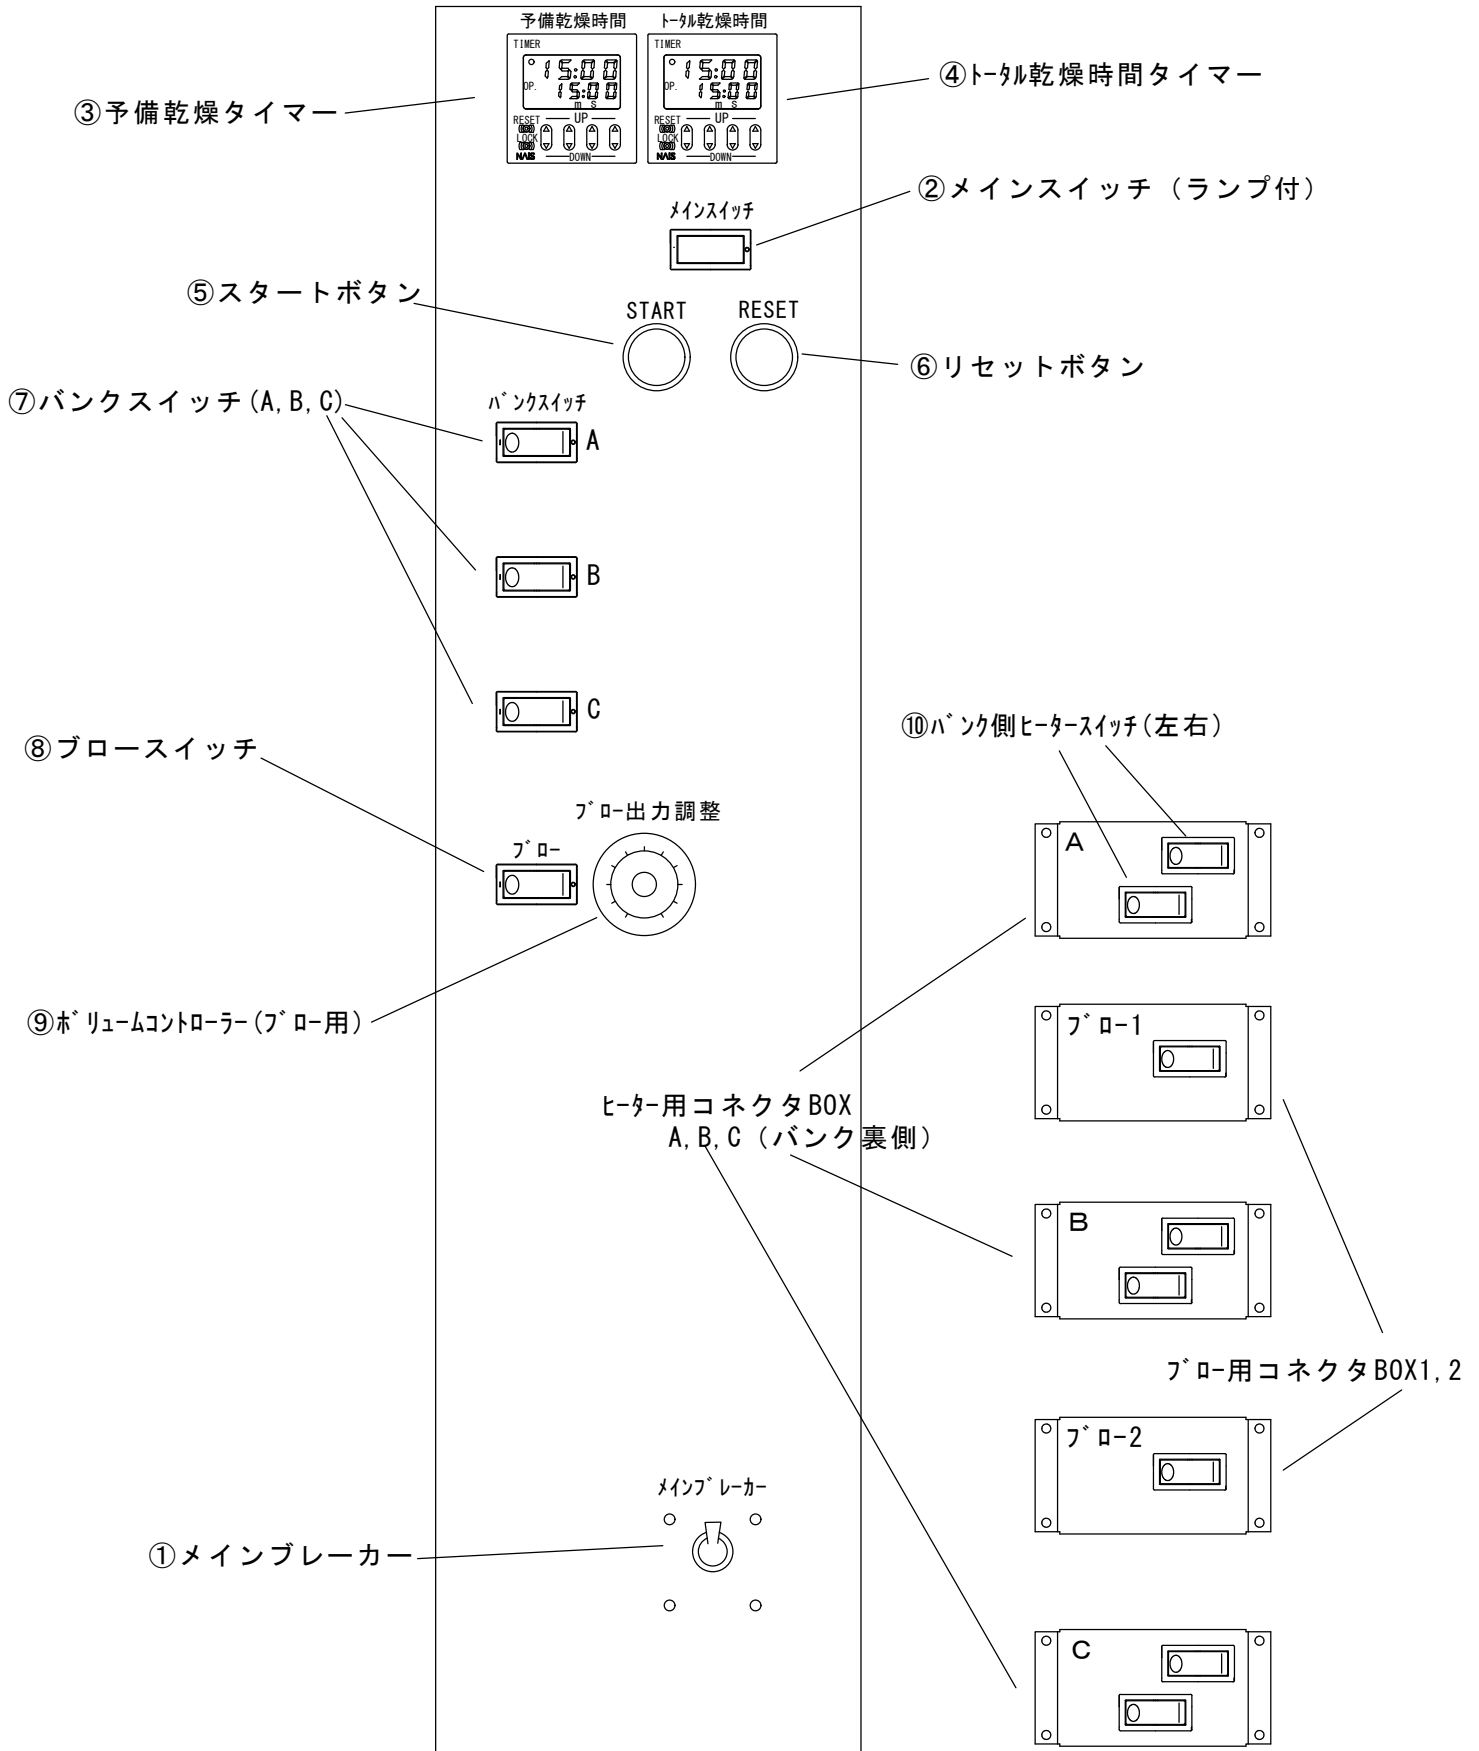 予備乾燥時間
ﾄｰﾀﾙ乾燥時間
TIMER
15:00
OP.
15:00
m s
RESET
UP
LOCK
NAIS
DOWN
TIMER
15:00
OP.
15:00
m s
RESET
UP
LOCK
NAIS
DOWN
③予備乾燥タイマー
④ﾄｰﾀﾙ乾燥時間タイマー
②メインスイッチ（ランプ付）
ﾒｲﾝｽｲｯﾁ
⑤スタートボタン
START
RESET
⑥リセットボタン
⑦バンクスイッチ(A,B,C)
ﾊﾞﾝｸｽｲｯﾁ
A
B
C
⑧ブロースイッチ
ﾌﾞﾛｰ出力調整
ﾌﾞﾛｰ
⑨ﾎﾞﾘｭｰﾑｺﾝﾄﾛｰﾗｰ(ﾌﾞﾛｰ用)
⑩ﾊﾞﾝｸ側ﾋｰﾀｰｽｲｯﾁ(左右)
A
ﾌﾞﾛｰ1
ﾋｰﾀｰ用コネクタBOX
A,B,C（バンク裏側）
B
ﾌﾞﾛｰ用コネクタBOX1,2
ﾌﾞﾛｰ2
ﾒｲﾝﾌﾞﾚｰｶｰ
①メインブレーカー
C